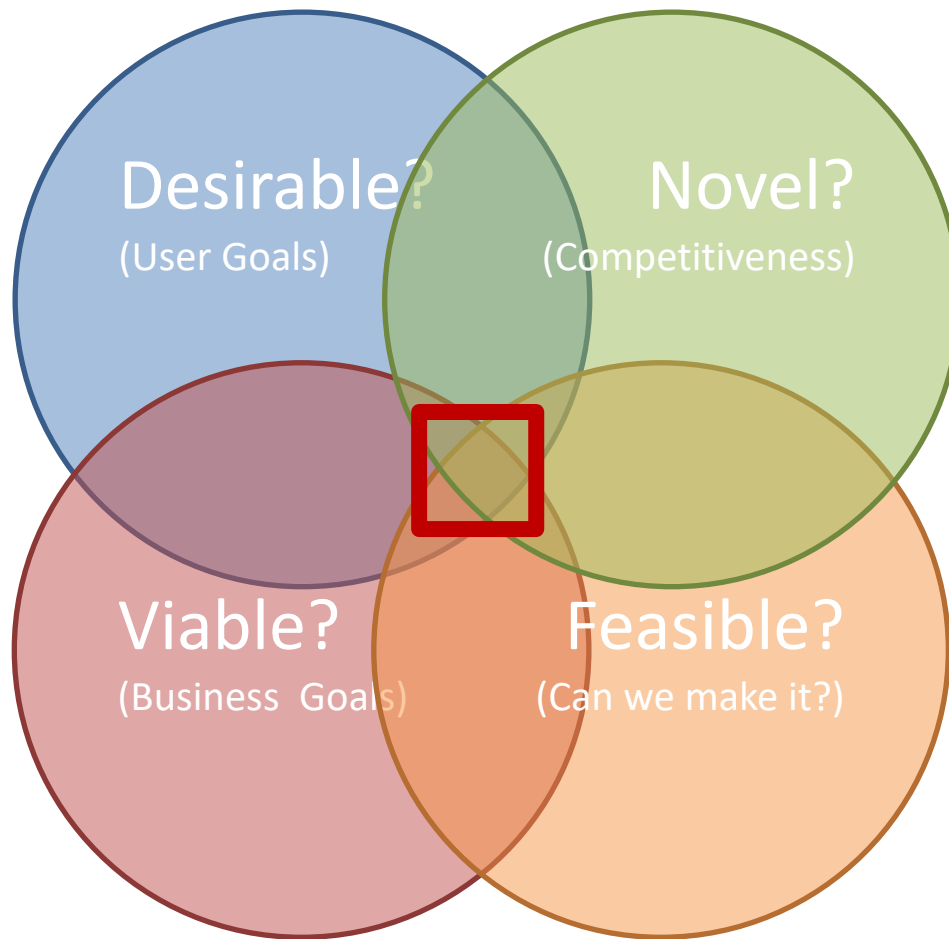 Desirable?
(User Goals)
Novel?
(Competitiveness)
Viable?
(Business  Goals)
Feasible?
(Can we make it?)